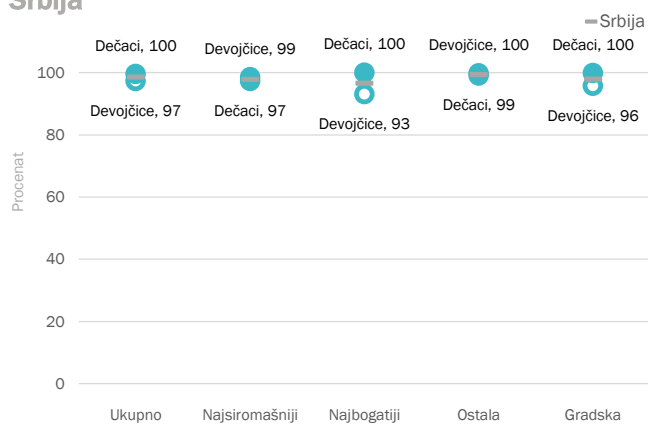 Srbija
Srbija
Dečaci, 100
Devojčice, 99
Dečaci, 100
Devojčice, 100
Dečaci, 100
Devojčice, 97
Dečaci, 97
Devojčice, 93
Dečaci, 99
Devojčice, 96
Procenat
100
80
60
40
20
0
Ukupno
Najsiromašniji
Najbogatiji
Ostala
Gradska